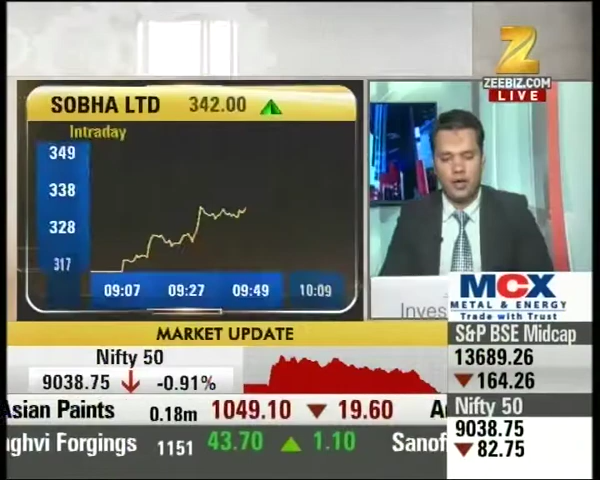 ZEEBIZ.COM
LIVE
SOBHA LTD 342.00
Intraday
349
338
328
317
09:07 09:27 09:49 10:09
Inves
MCX
METAL & ENERGY
Trade with Trust
MARKET UPDATE
Nifty 50
9038.75 -0.91%
S&P BSE Midcap
13689.26
164.26
Asian Paints 0.18m 1049.10 19.60 A
Nifty 50
9038.75
82.75
ghvi Forgings 1151 43.70 1.10 Sanof